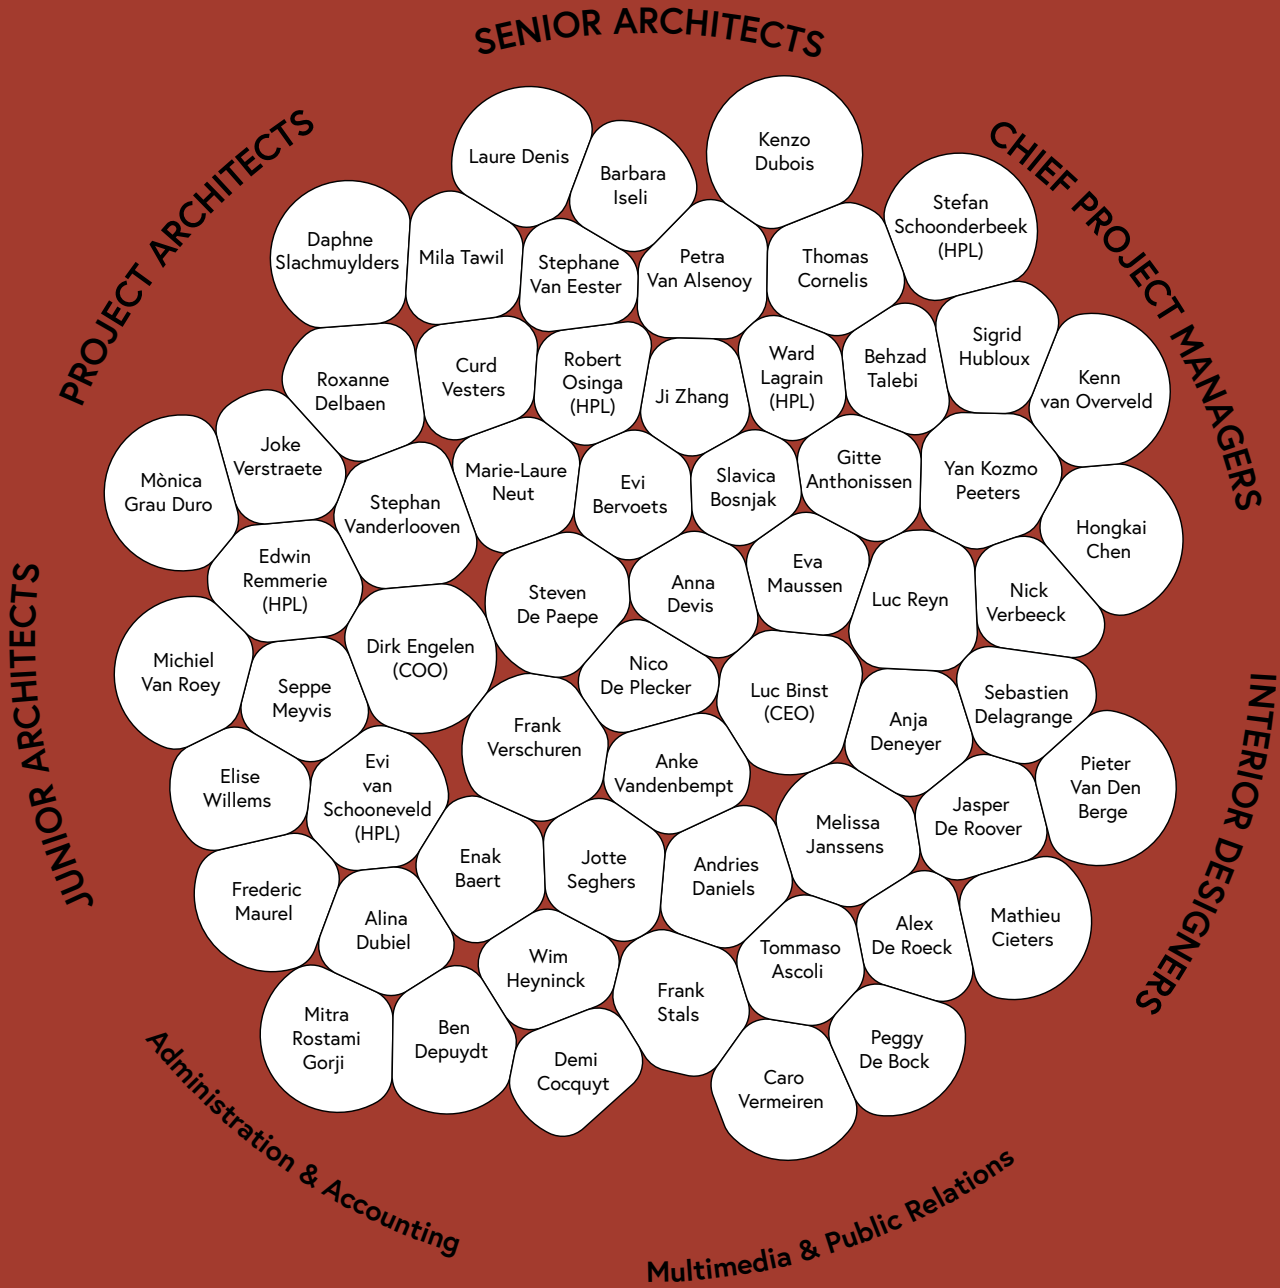 SENIOR ARCHITECTS
PROJECT ARCHITECTS
CHIEF PROJECT MANAGERS
Laure Denis
Barbara
Iseli
Kenzo
Dubois
Stefan
Schoonderbeek
(HPL)
Daphne
Slachmuylders
Mila Tawil
Stephane
Van Eester
Petra
Van Alsenoy
Thomas
Cornelis
Sigrid
Hubloux
Roxanne
Delbaen
Curd
Vesters
Robert
Osinga
(HPL)
Ji Zhang
Ward
Lagrain
(HPL)
Behzad
Talebi
Kenn
van Overveld
Mònica
Grau Duro
Joke
Verstraete
Stephan
Vanderlooven
Marie-Laure
Neut
Evi
Bervoets
Slavica
Bosnjak
Gitte
Anthonissen
Yan Kozmo
Peeters
Hongkai
Chen
Edwin
Remmerie
(HPL)
Steven
De Paepe
Anna
Devis
Eva
Maussen
Luc Reyn
Nick
Verbeeck
JUNIOR ARCHITECTS
Michiel
Van Roey
Seppe
Meyvis
Dirk Engelen
(COO)
Nico
De Plecker
Luc Binst
(CEO)
Anja
Deneyer
Sebastien
Delagrange
INTERIOR DESIGNERS
Elise
Willems
Evi
van
Schooneveld
(HPL)
Frank
Verschuren
Anke
Vandenbempt
Melissa
Janssens
Jasper
De Roover
Pieter
Van Den
Berge
Frederic
Maurel
Alina
Dubiel
Enak
Baert
Jotte
Seghers
Andries
Daniels
Tommaso
Ascoli
Alex
De Roeck
Mathieu
Cieters
Mitra
Rostami
Gorji
Ben
Depuydt
Wim
Heyninck
Demi
Cocquyt
Frank
Stals
Caro
Vermeiren
Peggy
De Bock
Administration & Accounting
Multimedia & Public Relations